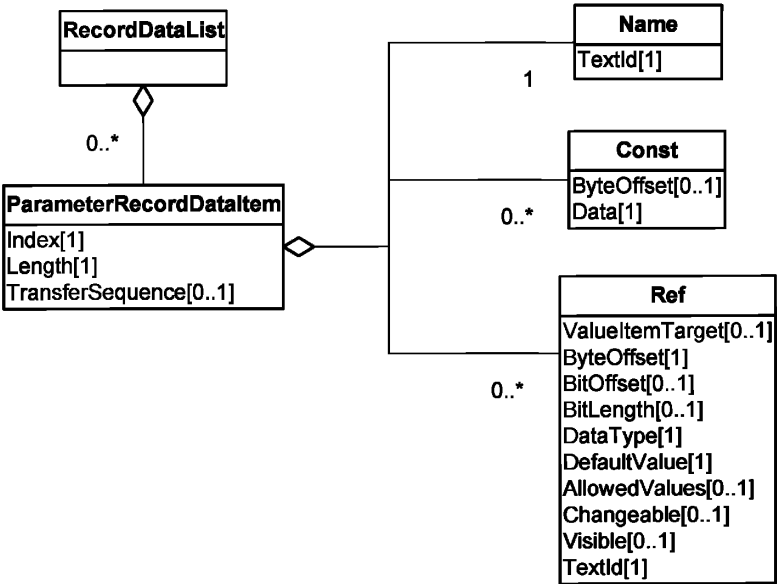 RecordDataList
0..*
ParameterRecordDataItem
Index[1]
Length[1]
TransferSequence[0..1]
Name
TextId[1]
1
Const
ByteOffset[0..1]
Data[1]
0..*
Ref
ValueItemTarget[0..1]
ByteOffset[1]
BitOffset[0..1]
BitLength[0..1]
DataType[1]
DefaultValue[1]
AllowedValues[0..1]
Changeable[0..1]
Visible[0..1]
TextId[1]
0..*